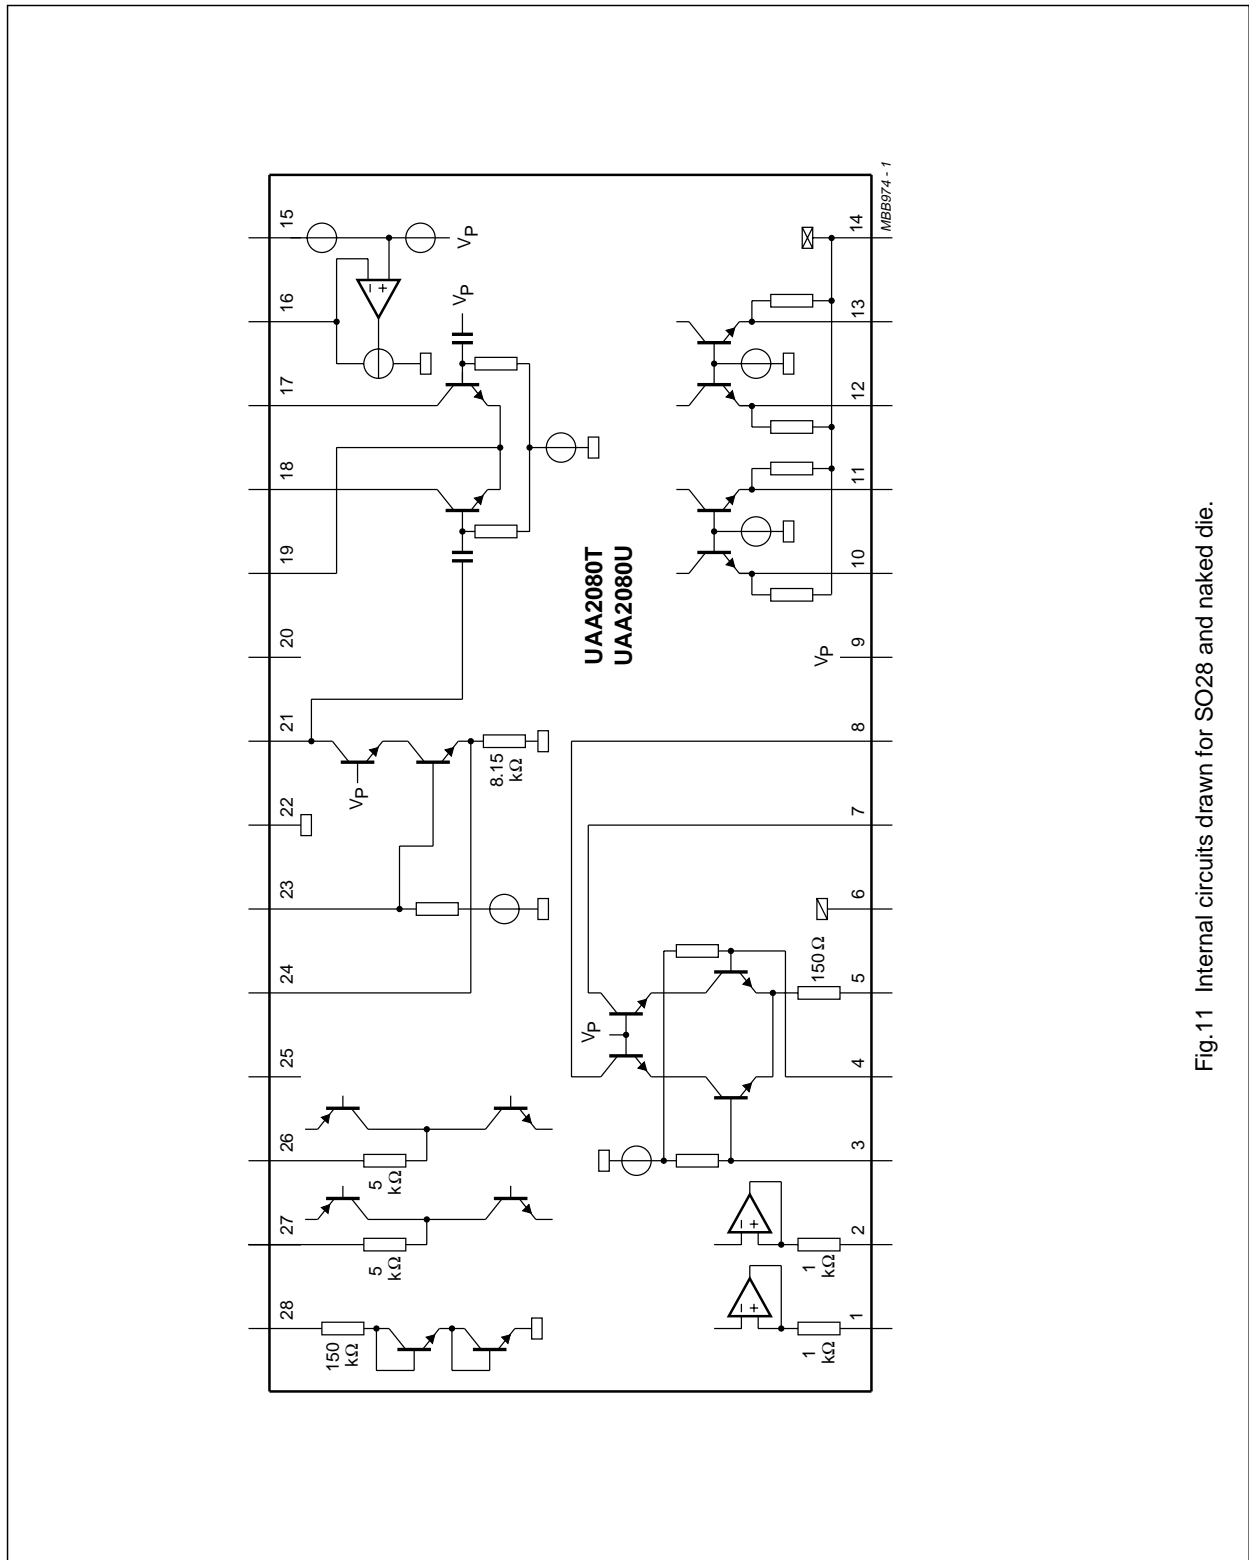 28
27
26
25
24
23
22
21
20
19
18
17
16
15
150
kΩ
5
kΩ
5
kΩ
VP
8.15
kΩ
VP
VP
− +
UAA2080T
UAA2080U
VP
− +
− +
1
kΩ
1
kΩ
150 Ω
VP
1
2
3
4
5
6
7
8
9
10
11
12
13
14
MBB974 - 1
Fig.11 Internal circuits drawn for SO28 and naked die.